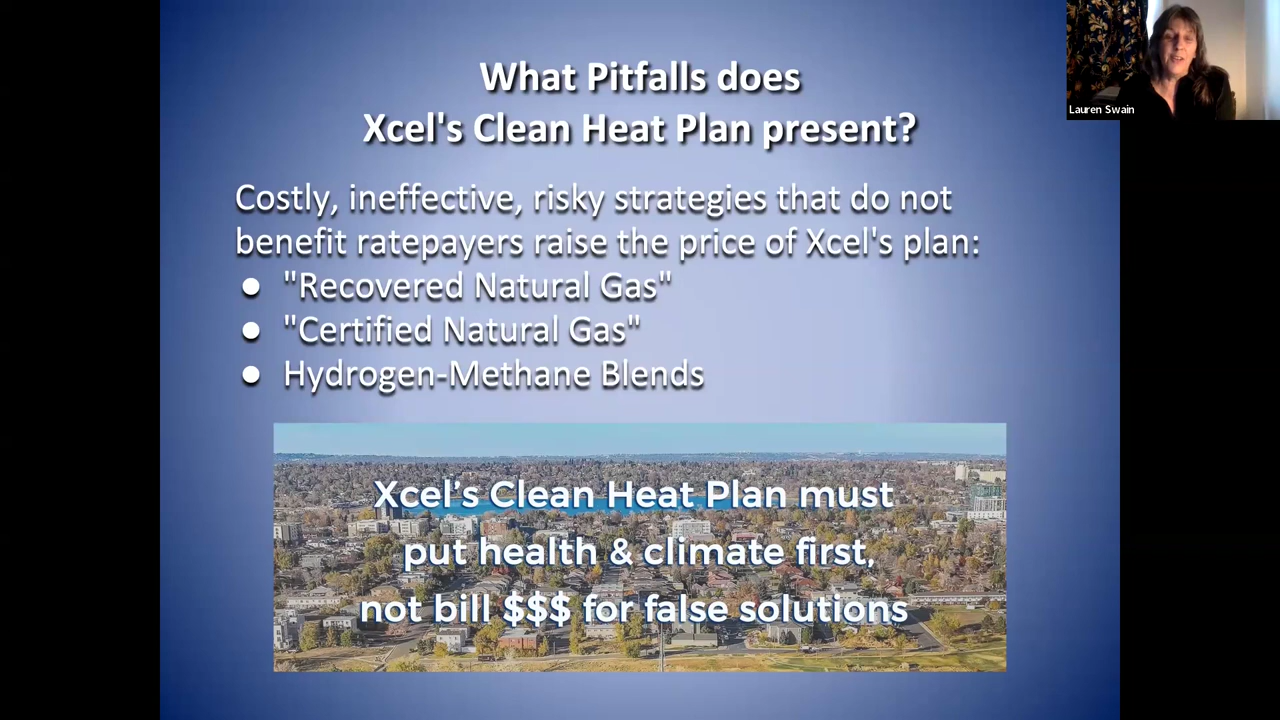 What Pitfalls does
Xcel's Clean Heat Plan present?
Costly, ineffective, risky strategies that do not
benefit ratepayers raise the price of Xcel's plan:
● "Recovered Natural Gas"
● "Certified Natural Gas"
● Hydrogen-Methane Blends
Xcel’s Clean Heat Plan must
put health & climate first,
not bill $$$ for false solutions
Lauren Swain